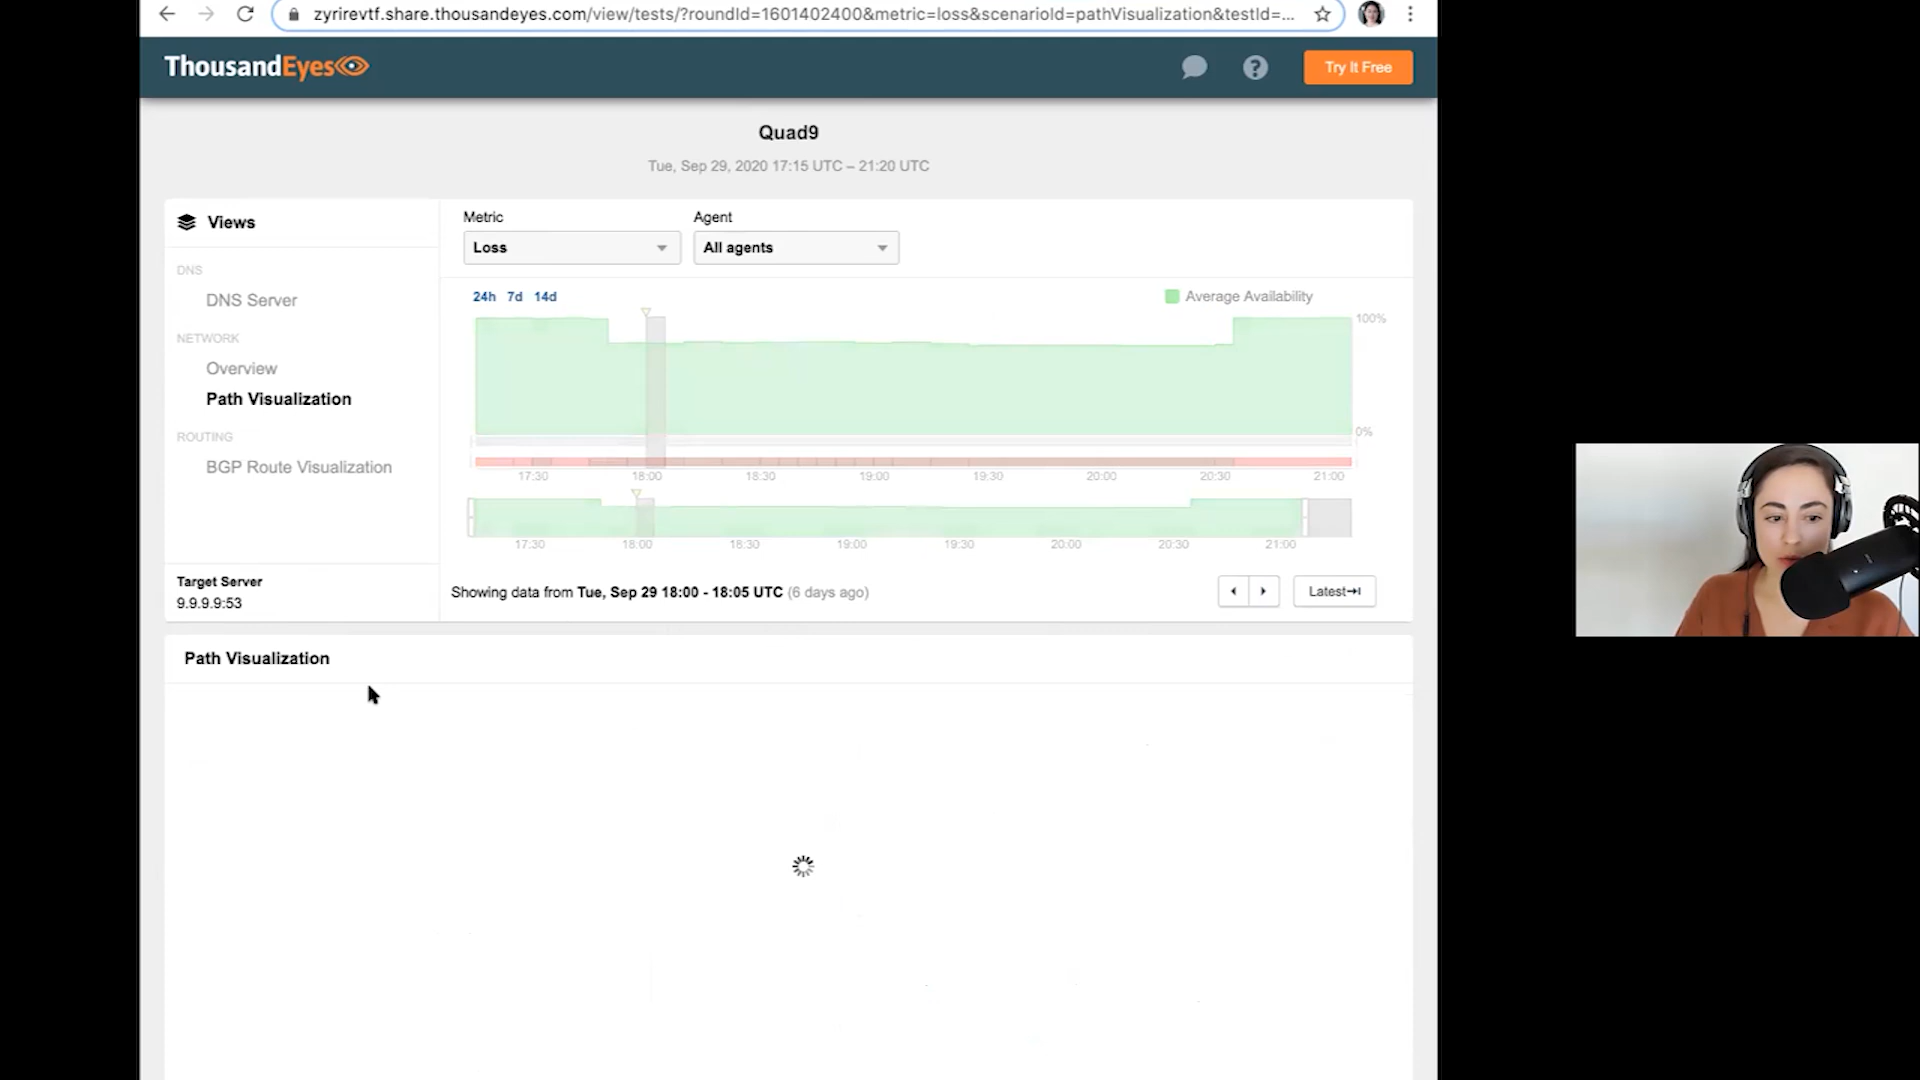 zyrirevtf.share.thousandeyes.com/view/tests/?roundId=1601402400&metric=loss&scenarioId=pathVisualization&testId=...
ThousandEyes
Try It Free
Quad9
Tue, Sep 29, 2020 17:15 UTC – 21:20 UTC
Views
DNS
DNS Server
NETWORK
Overview
Path Visualization
ROUTING
BGP Route Visualization
Target Server
9.9.9.9:53
Metric
Agent
Loss
All agents
24h 7d 14d
Average Availability
100%
0%
17:30 18:00 18:30 19:00 19:30 20:00 20:30 21:00
17:30 18:00 18:30 19:00 19:30 20:00 20:30 21:00
Showing data from Tue, Sep 29 18:00 - 18:05 UTC (6 days ago)
Latest
Path Visualization